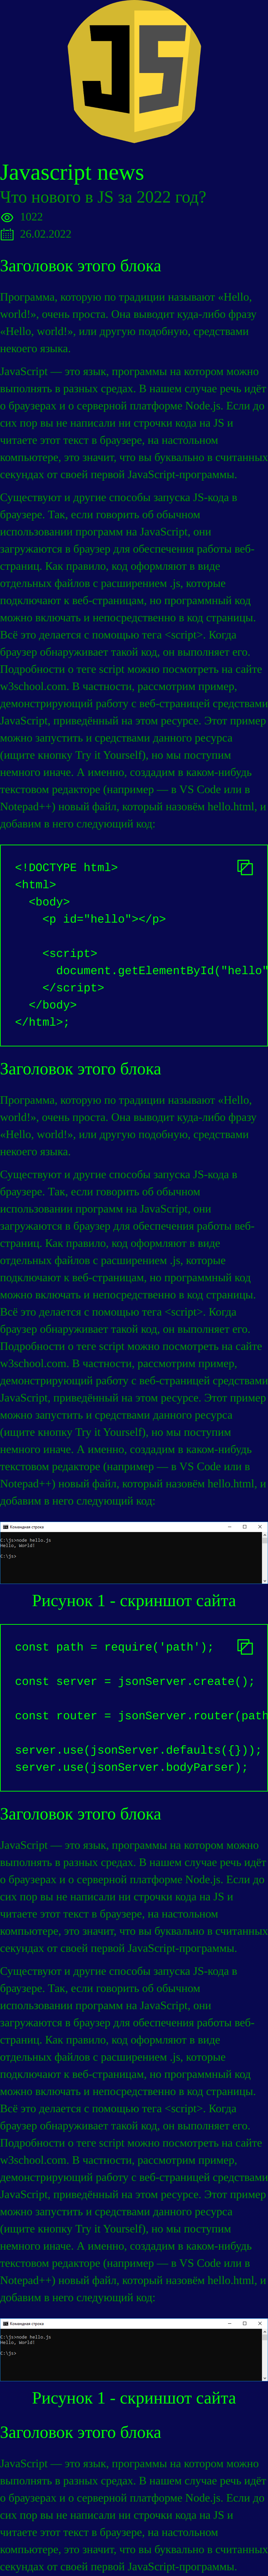 JS
Javascript news
Что нового в JS за 2022 год?
1022
26.02.2022
Заголовок этого блока
Программа, которую по традиции называют «Hello,
world!», очень проста. Она выводит куда-либо фразу
«Hello, world!», или другую подобную, средствами
некоего языка.
JavaScript — это язык, программы на котором можно
выполнять в разных средах. В нашем случае речь идёт
о браузерах и о серверной платформе Node.js. Если до
сих пор вы не написали ни строчки кода на JS и
читаете этот текст в браузере, на настольном
компьютере, это значит, что вы буквально в считанных
секундах от своей первой JavaScript-программы.
Существуют и другие способы запуска JS-кода в
браузере. Так, если говорить об обычном
использовании программ на JavaScript, они
загружаются в браузер для обеспечения работы веб-
страниц. Как правило, код оформляют в виде
отдельных файлов с расширением .js, которые
подключают к веб-страницам, но программный код
можно включать и непосредственно в код страницы.
Всё это делается с помощью тега <script>. Когда
браузер обнаруживает такой код, он выполняет его.
Подробности о теге script можно посмотреть на сайте
w3school.com. В частности, рассмотрим пример,
демонстрирующий работу с веб-страницей средствами
JavaScript, приведённый на этом ресурсе. Этот пример
можно запустить и средствами данного ресурса
(ищите кнопку Try it Yourself), но мы поступим
немного иначе. А именно, создадим в каком-нибудь
текстовом редакторе (например — в VS Code или в
Notepad++) новый файл, который назовём hello.html, и
добавим в него следующий код:
<!DOCTYPE html>
<html>
<body>
<p id="hello"></p>
<script>
document.getElementById("hello"
</script>
</body>
</html>;
Заголовок этого блока
Программа, которую по традиции называют «Hello,
world!», очень проста. Она выводит куда-либо фразу
«Hello, world!», или другую подобную, средствами
некоего языка.
Существуют и другие способы запуска JS-кода в
браузере. Так, если говорить об обычном
использовании программ на JavaScript, они
загружаются в браузер для обеспечения работы веб-
страниц. Как правило, код оформляют в виде
отдельных файлов с расширением .js, которые
подключают к веб-страницам, но программный код
можно включать и непосредственно в код страницы.
Всё это делается с помощью тега <script>. Когда
браузер обнаруживает такой код, он выполняет его.
Подробности о теге script можно посмотреть на сайте
w3school.com. В частности, рассмотрим пример,
демонстрирующий работу с веб-страницей средствами
JavaScript, приведённый на этом ресурсе. Этот пример
можно запустить и средствами данного ресурса
(ищите кнопку Try it Yourself), но мы поступим
немного иначе. А именно, создадим в каком-нибудь
текстовом редакторе (например — в VS Code или в
Notepad++) новый файл, который назовём hello.html, и
добавим в него следующий код:
Командная строка
C:\js>node hello.js
Hello, World!
C:\js>
Рисунок 1 - скриншот сайта
const path = require('path');
const server = jsonServer.create();
const router = jsonServer.router(path
server.use(jsonServer.defaults({}));
server.use(jsonServer.bodyParser);
Заголовок этого блока
JavaScript — это язык, программы на котором можно
выполнять в разных средах. В нашем случае речь идёт
о браузерах и о серверной платформе Node.js. Если до
сих пор вы не написали ни строчки кода на JS и
читаете этот текст в браузере, на настольном
компьютере, это значит, что вы буквально в считанных
секундах от своей первой JavaScript-программы.
Существуют и другие способы запуска JS-кода в
браузере. Так, если говорить об обычном
использовании программ на JavaScript, они
загружаются в браузер для обеспечения работы веб-
страниц. Как правило, код оформляют в виде
отдельных файлов с расширением .js, которые
подключают к веб-страницам, но программный код
можно включать и непосредственно в код страницы.
Всё это делается с помощью тега <script>. Когда
браузер обнаруживает такой код, он выполняет его.
Подробности о теге script можно посмотреть на сайте
w3school.com. В частности, рассмотрим пример,
демонстрирующий работу с веб-страницей средствами
JavaScript, приведённый на этом ресурсе. Этот пример
можно запустить и средствами данного ресурса
(ищите кнопку Try it Yourself), но мы поступим
немного иначе. А именно, создадим в каком-нибудь
текстовом редакторе (например — в VS Code или в
Notepad++) новый файл, который назовём hello.html, и
добавим в него следующий код:
Командная строка
C:\js>node hello.js
Hello, World!
C:\js>
Рисунок 1 - скриншот сайта
Заголовок этого блока
JavaScript — это язык, программы на котором можно
выполнять в разных средах. В нашем случае речь идёт
о браузерах и о серверной платформе Node.js. Если до
сих пор вы не написали ни строчки кода на JS и
читаете этот текст в браузере, на настольном
компьютере, это значит, что вы буквально в считанных
секундах от своей первой JavaScript-программы.